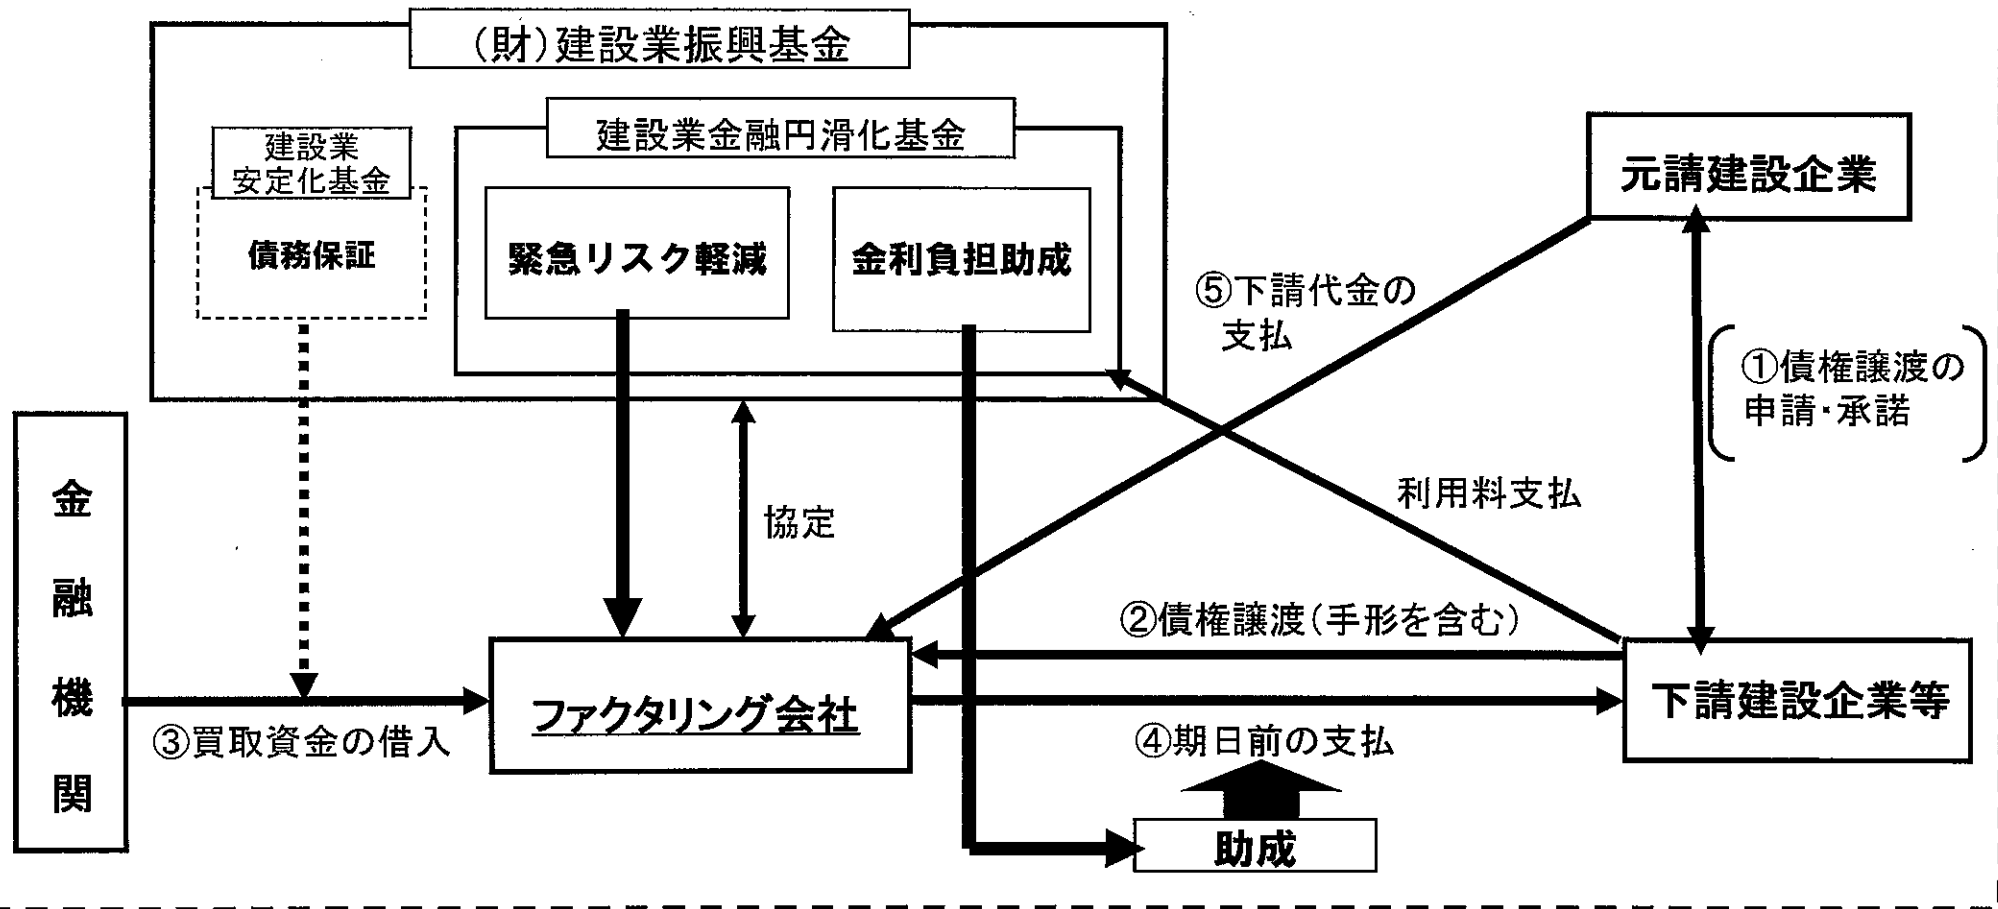 (財)建設業振興基金
建設業金融円滑化基金
建設業
安定化基金
債務保証
緊急リスク軽減
金利負担助成
元請建設企業
⑤下請代金の
支払
①債権譲渡の
申請・承諾
利用料支払
協定
金融機関
②債権譲渡(手形を含む)
ファクタリング会社
下請建設企業等
③買取資金の借入
④期日前の支払
助成